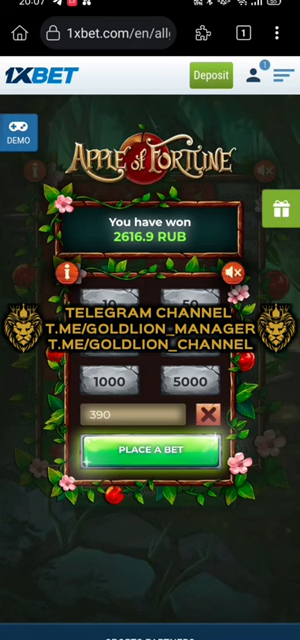 20:07
1xbet.com/en/all
1
1XBET
Deposit
1
DEMO
APPLE of FORTUNE
You have won
2616.9 RUB
i
TELEGRAM CHANNEL
T.ME/GOLDLION_MANAGER
T.ME/GOLDLION_CHANNEL
1000
5000
390
PLACE A BET